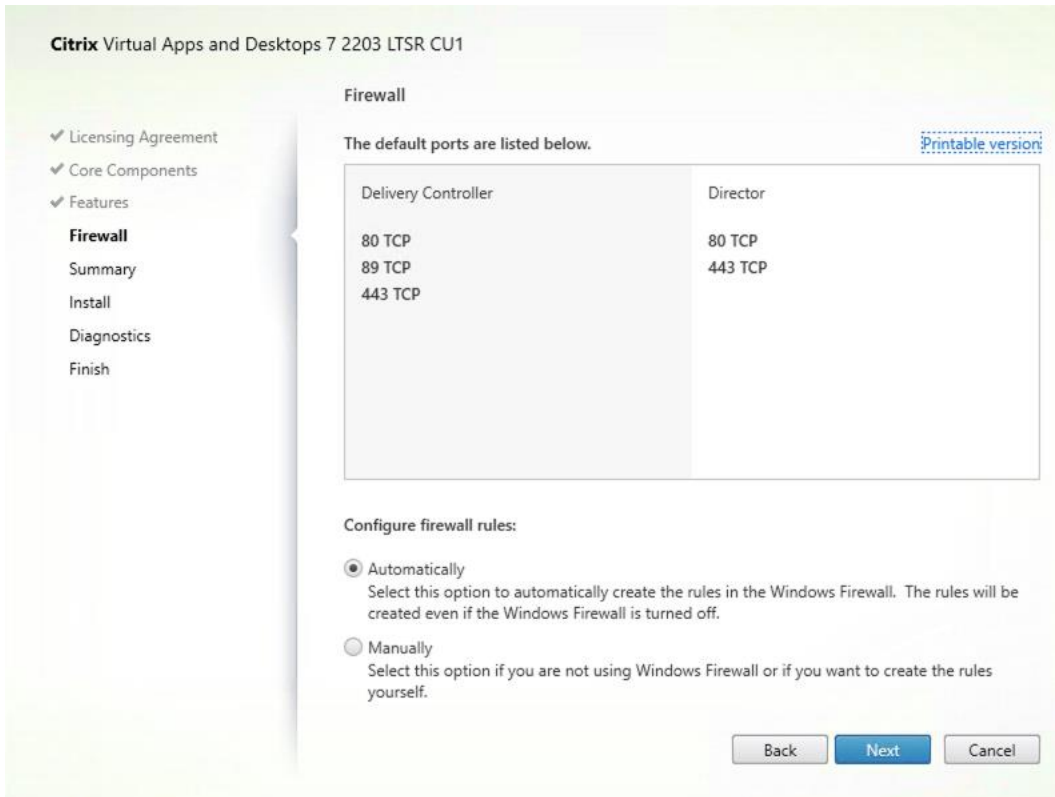 Citrix Virtual Apps and Desktops 7 2203 LTSR CU1
Licensing Agreement
Core Components
Features
Firewall
Summary
Install
Diagnostics
Finish
Firewall
The default ports are listed below.
Printable version
Delivery Controller
80 TCP
89 TCP
443 TCP
Director
80 TCP
443 TCP
Configure firewall rules:
Automatically
Select this option to automatically create the rules in the Windows Firewall. The rules will be
created even if the Windows Firewall is turned off.
Manually
Select this option if you are not using Windows Firewall or if you want to create the rules
yourself.
Back
Next
Cancel